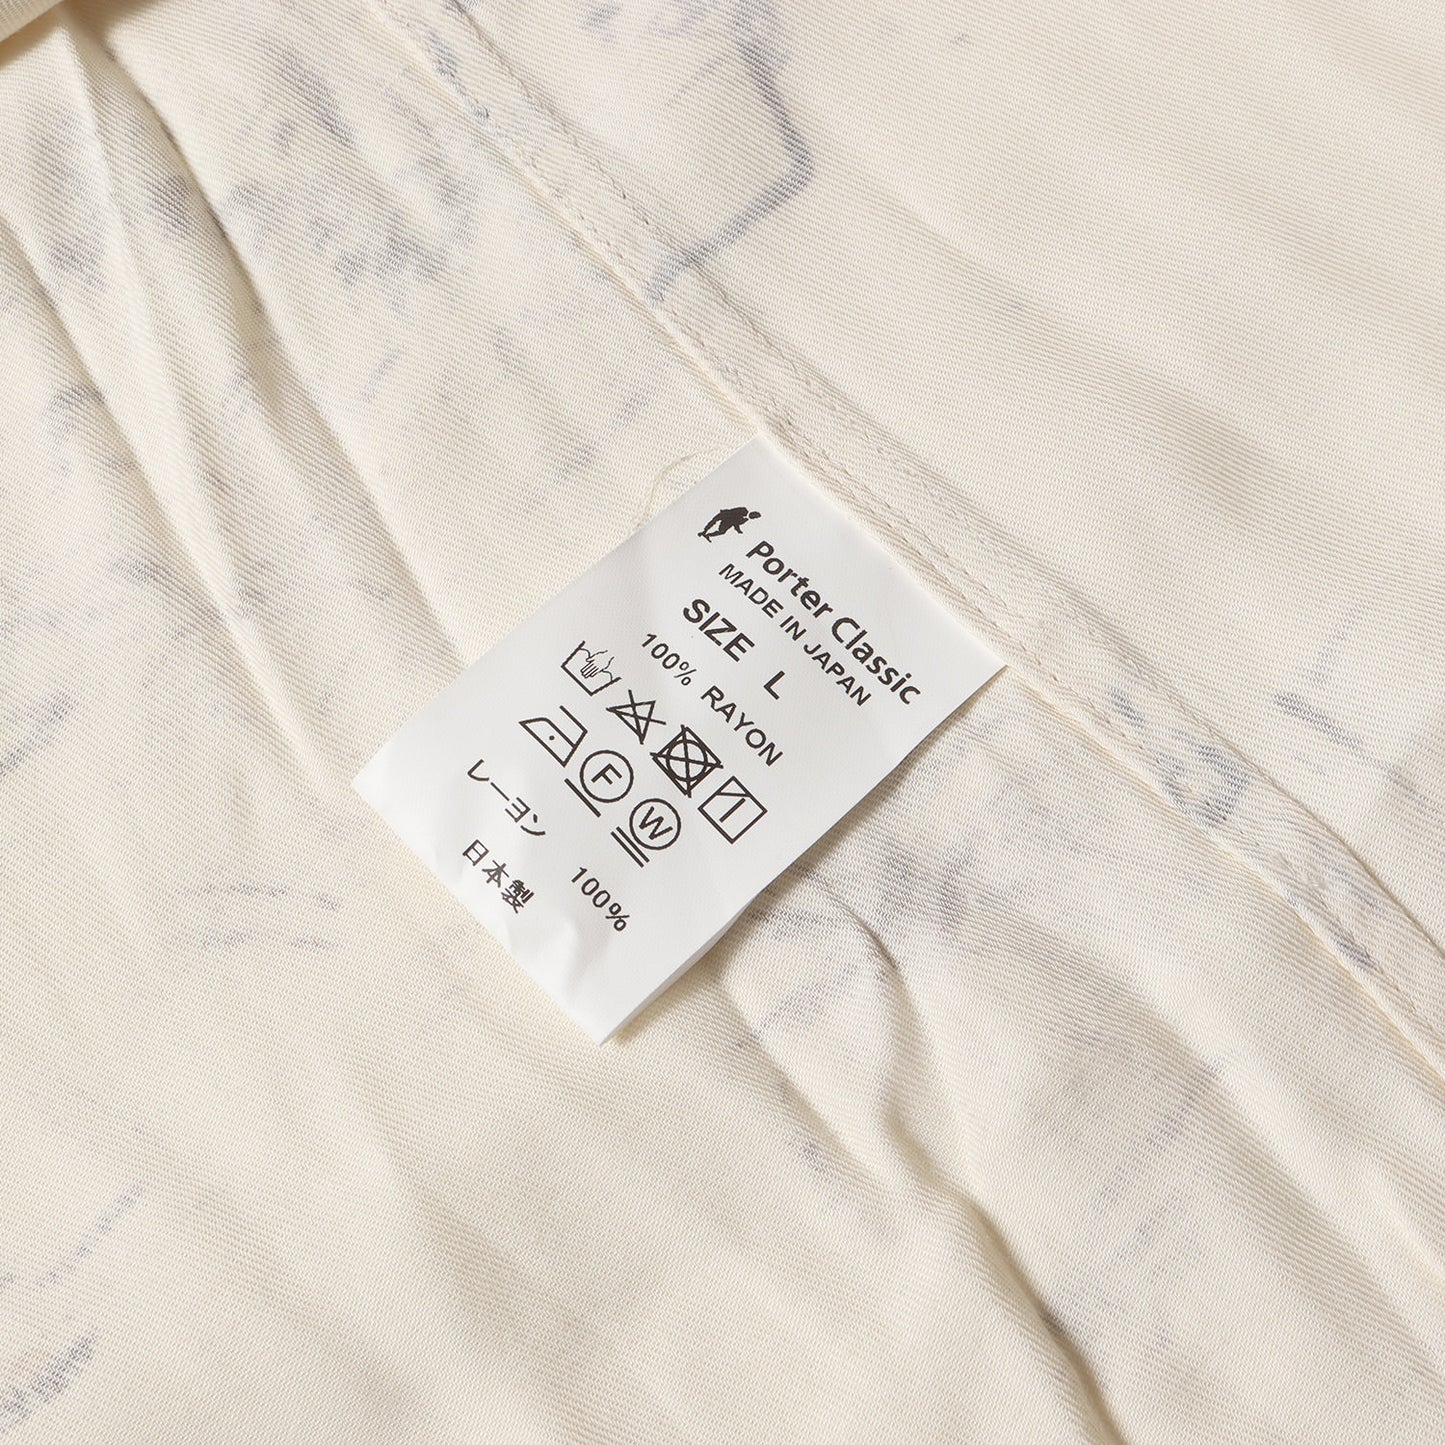 Porter Classic
MADE IN JAPAN
SIZE L
100% RAYON
F W
レーヨン 100%
日本製